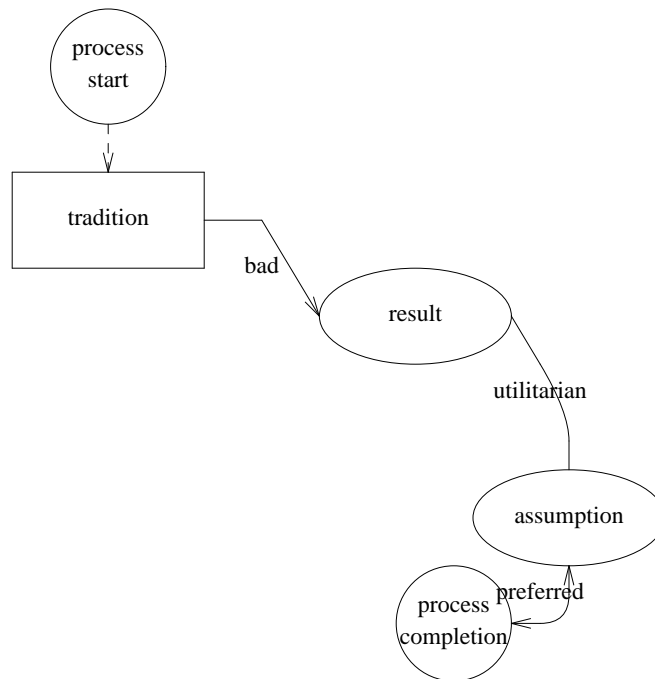 process
start
tradition
bad
result
utilitarian
assumption
preferred
process
completion